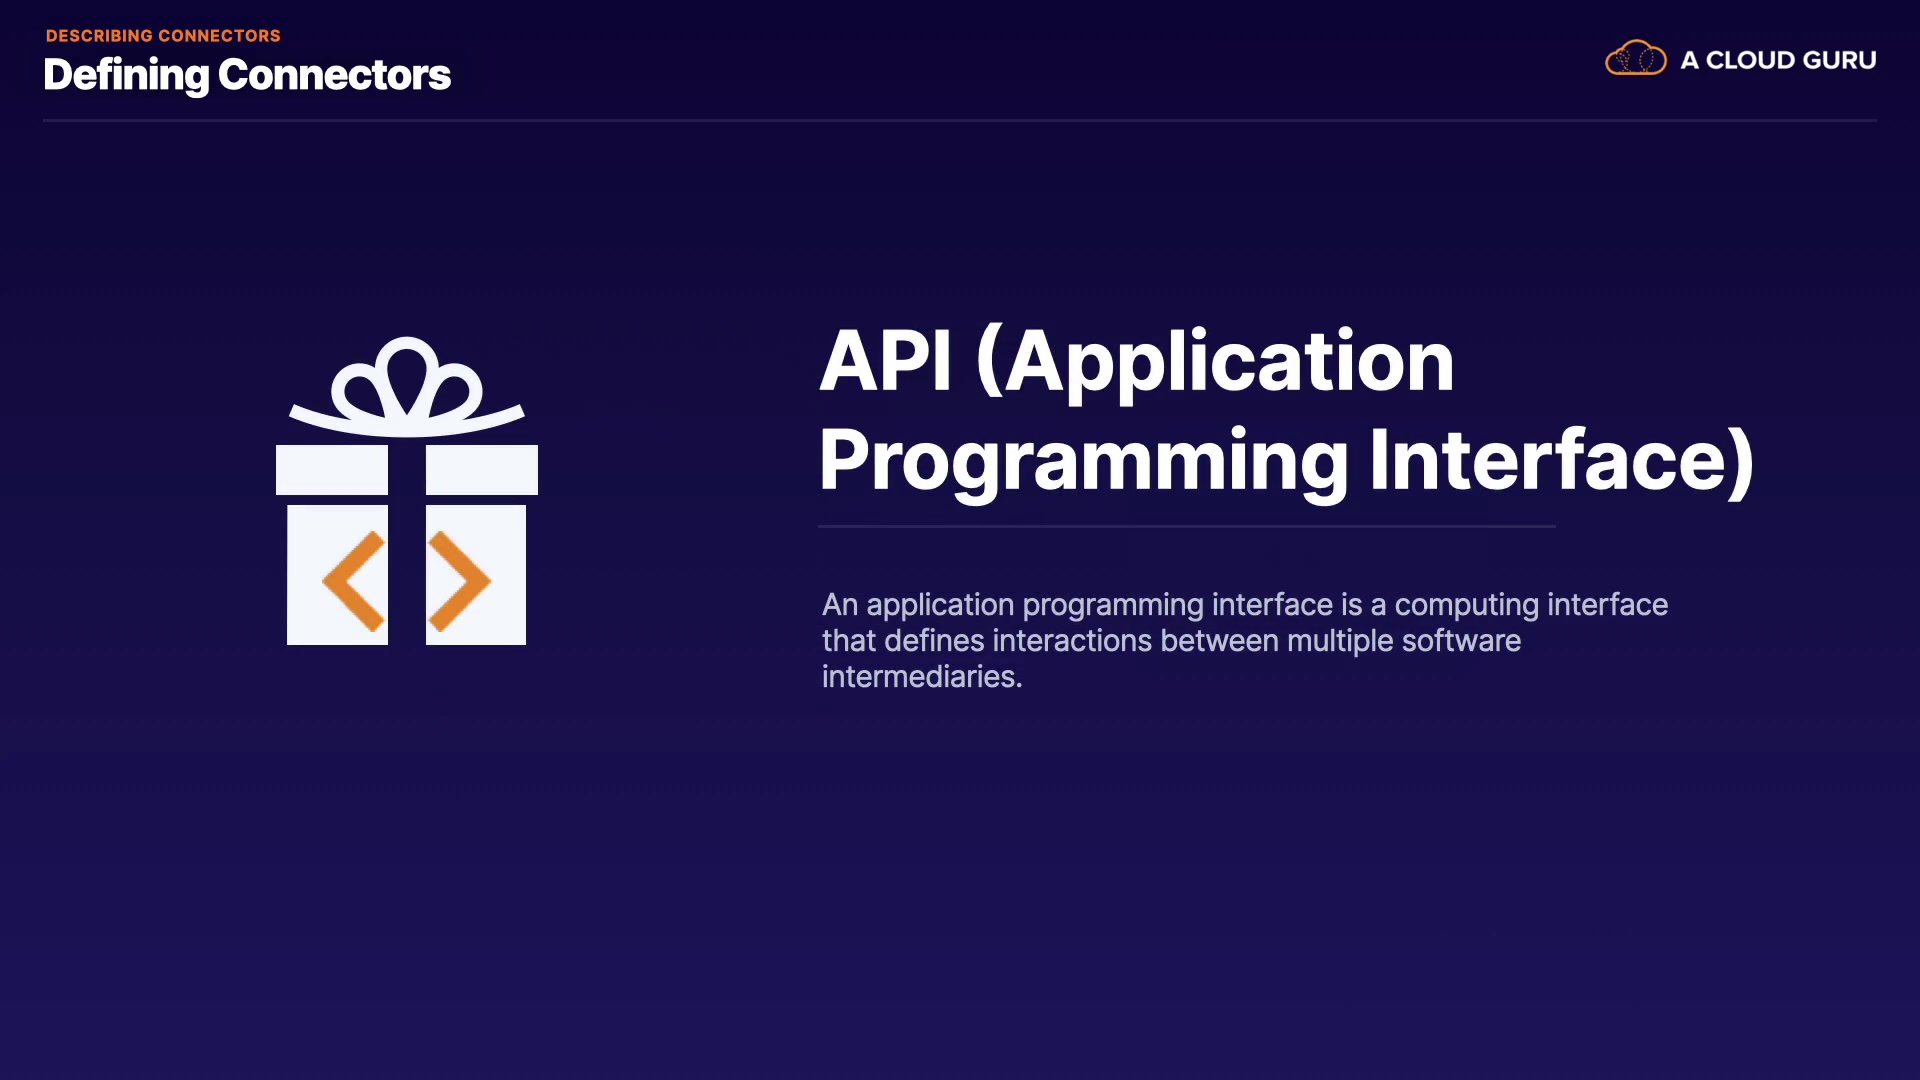 DESCRIBING CONNECTORS
Defining Connectors
A CLOUD GURU
API (Application
Programming Interface)
An application programming interface is a computing interface
that defines interactions between multiple software
intermediaries.